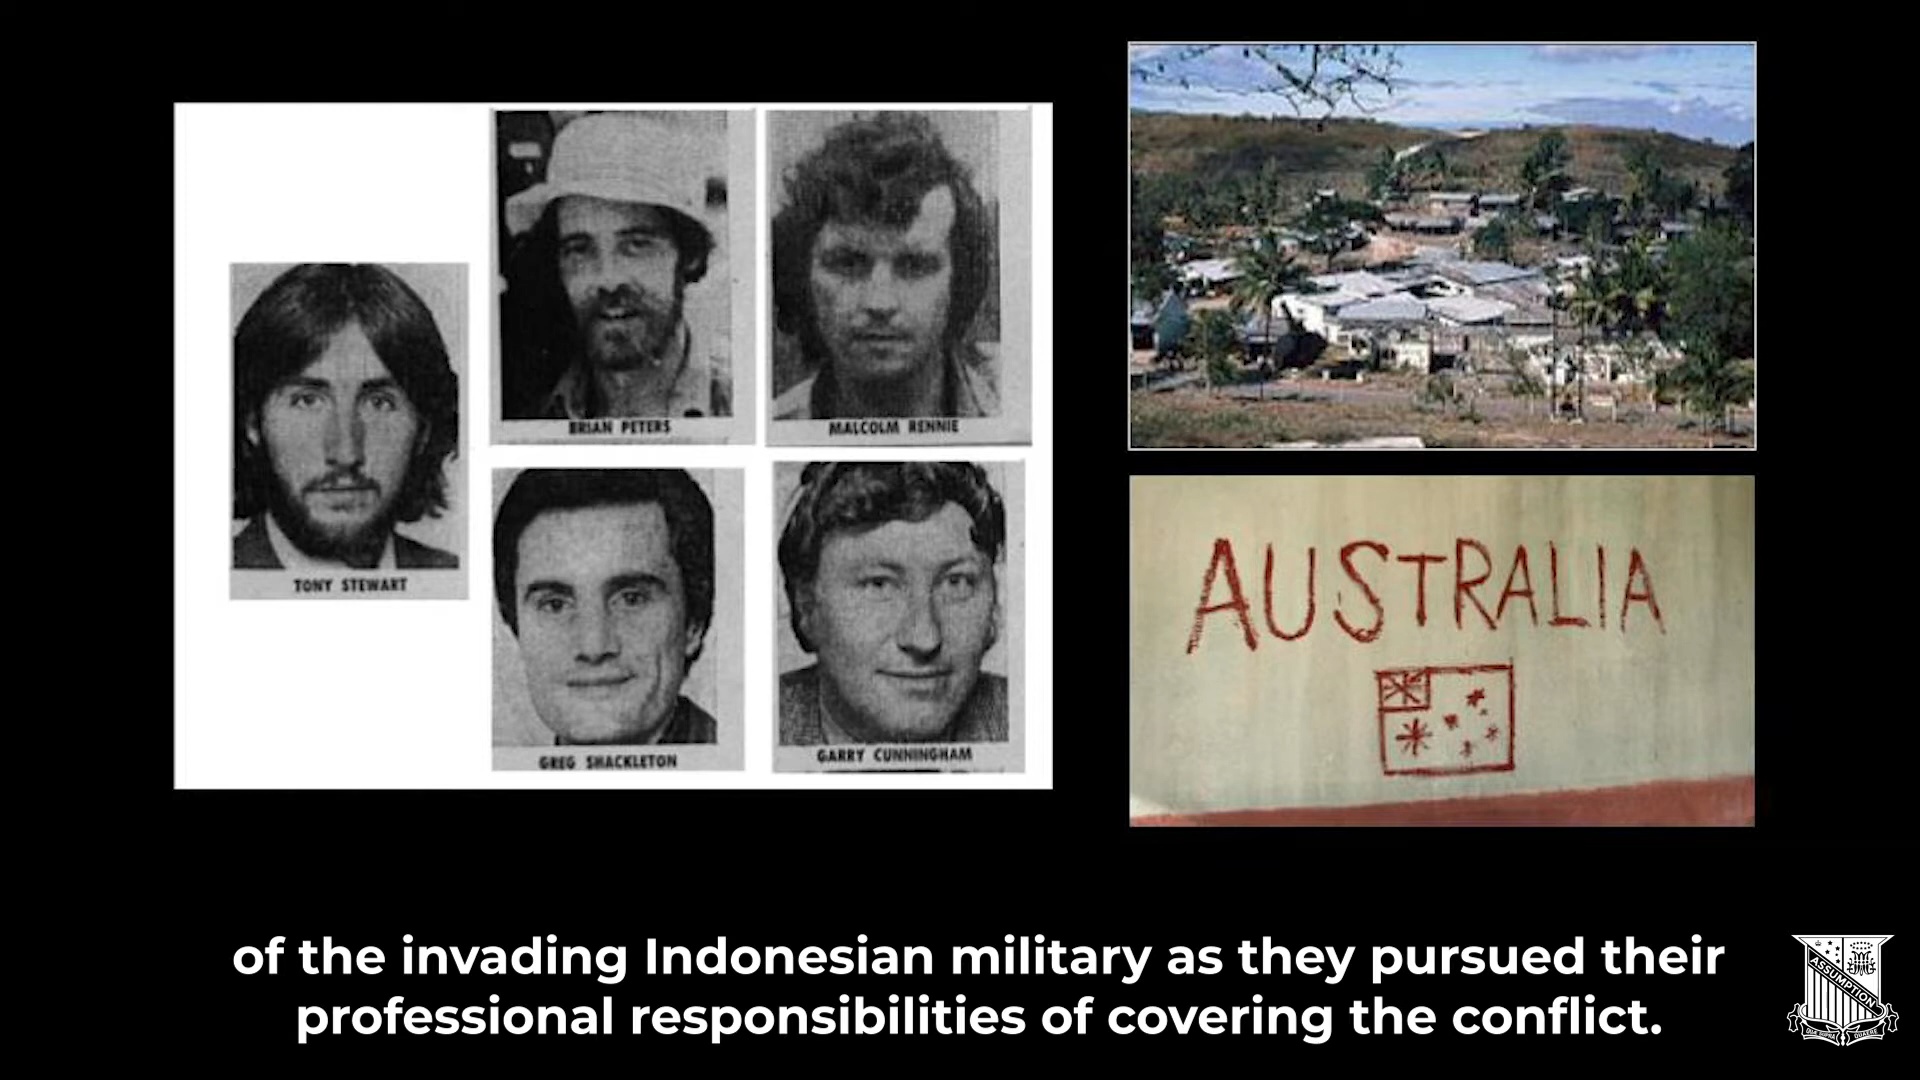 BRIAN PETERS
MALCOLM RENNIE
TONY STEWART
GREG SHACKLETON
GARRY CUNNINGHAM
AUSTRALIA
of the invading Indonesian military as they pursued their
professional responsibilities of covering the conflict.
ASSUMPTION